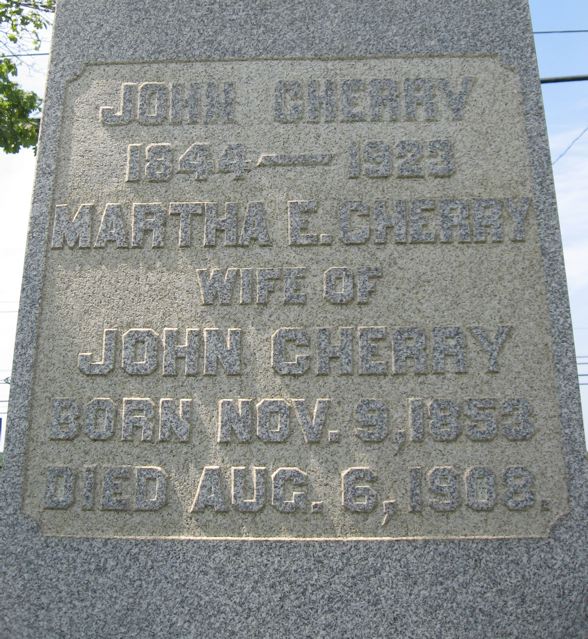 JOHN CHERRY
1844 — 1923
MARTHA E. CHERRY
WIFE OF
JOHN CHERRY
BORN NOV. 9, 1853
DIED AUG. 6, 1908.